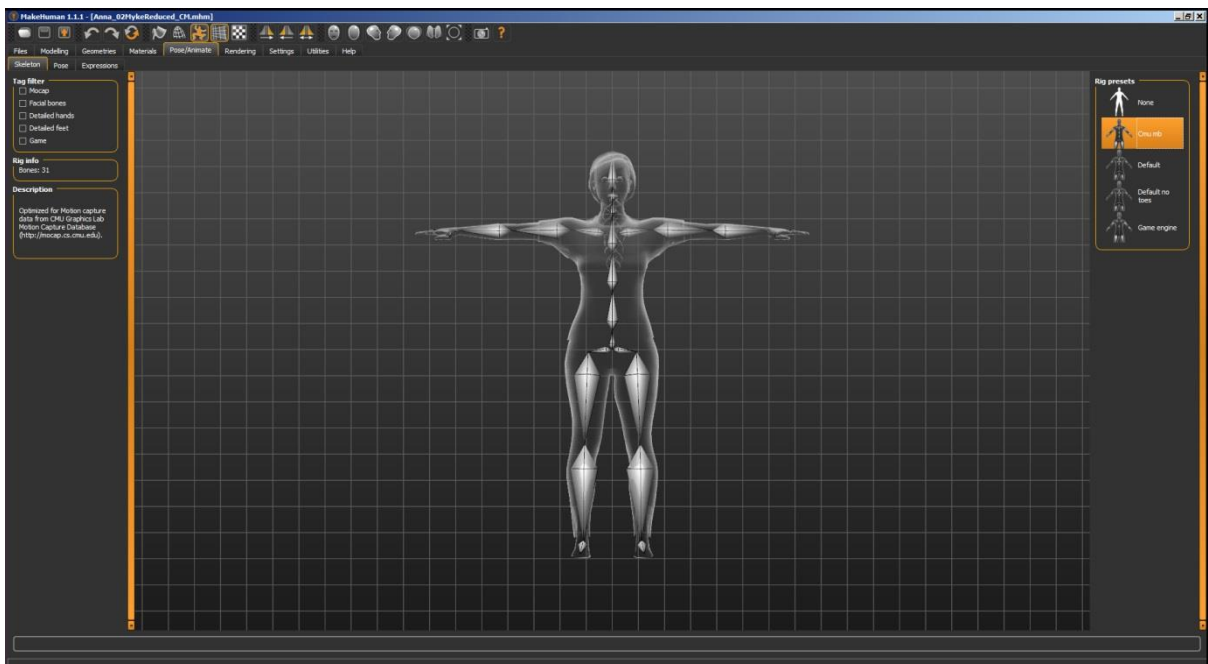 MakeHuman 1.1.1 - [Anna_02MykeReduced_CM.mhm]
Files Modeling Geometries Materials Pose/Animate Rendering Settings Utilities Help
Skeleton Pose Expressions
Tag filter
Mocap
Facial bones
Detailed hands
Detailed feet
Game
Rig info
Bones: 31
Description
Optimized for Motion capture
data from CMU Graphics Lab
Motion Capture Database
(http://mocap.cs.cmu.edu).
Rig presets
None
Cmu mb
Default
Default no
toes
Game engine